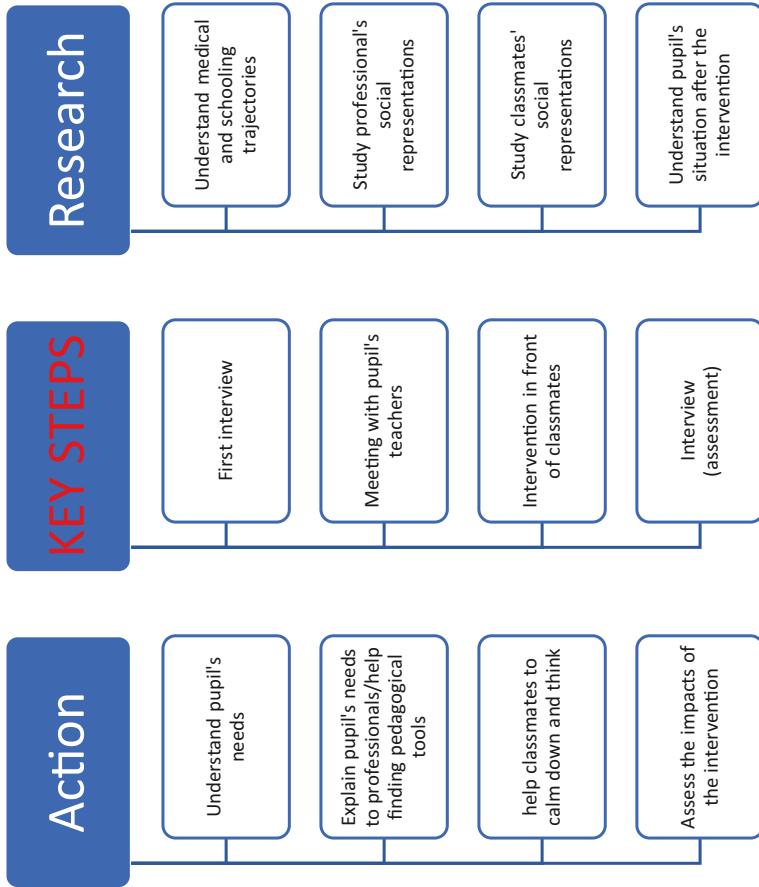 Action
Understand pupil's
needs
Explain pupil's needs
to professionals/help
finding pedagogical
tools
help classmates to
calm down and think
Assess the impacts of
the intervention
KEY STEPS
First interview
Meeting with pupil's
teachers
Intervention in front
of classmates
Interview
(assessment)
Research
Understand medical
and schooling
trajectories
Study professional's
social
representations
Study classmates'
social
representations
Understand pupil's
situation after the
intervention